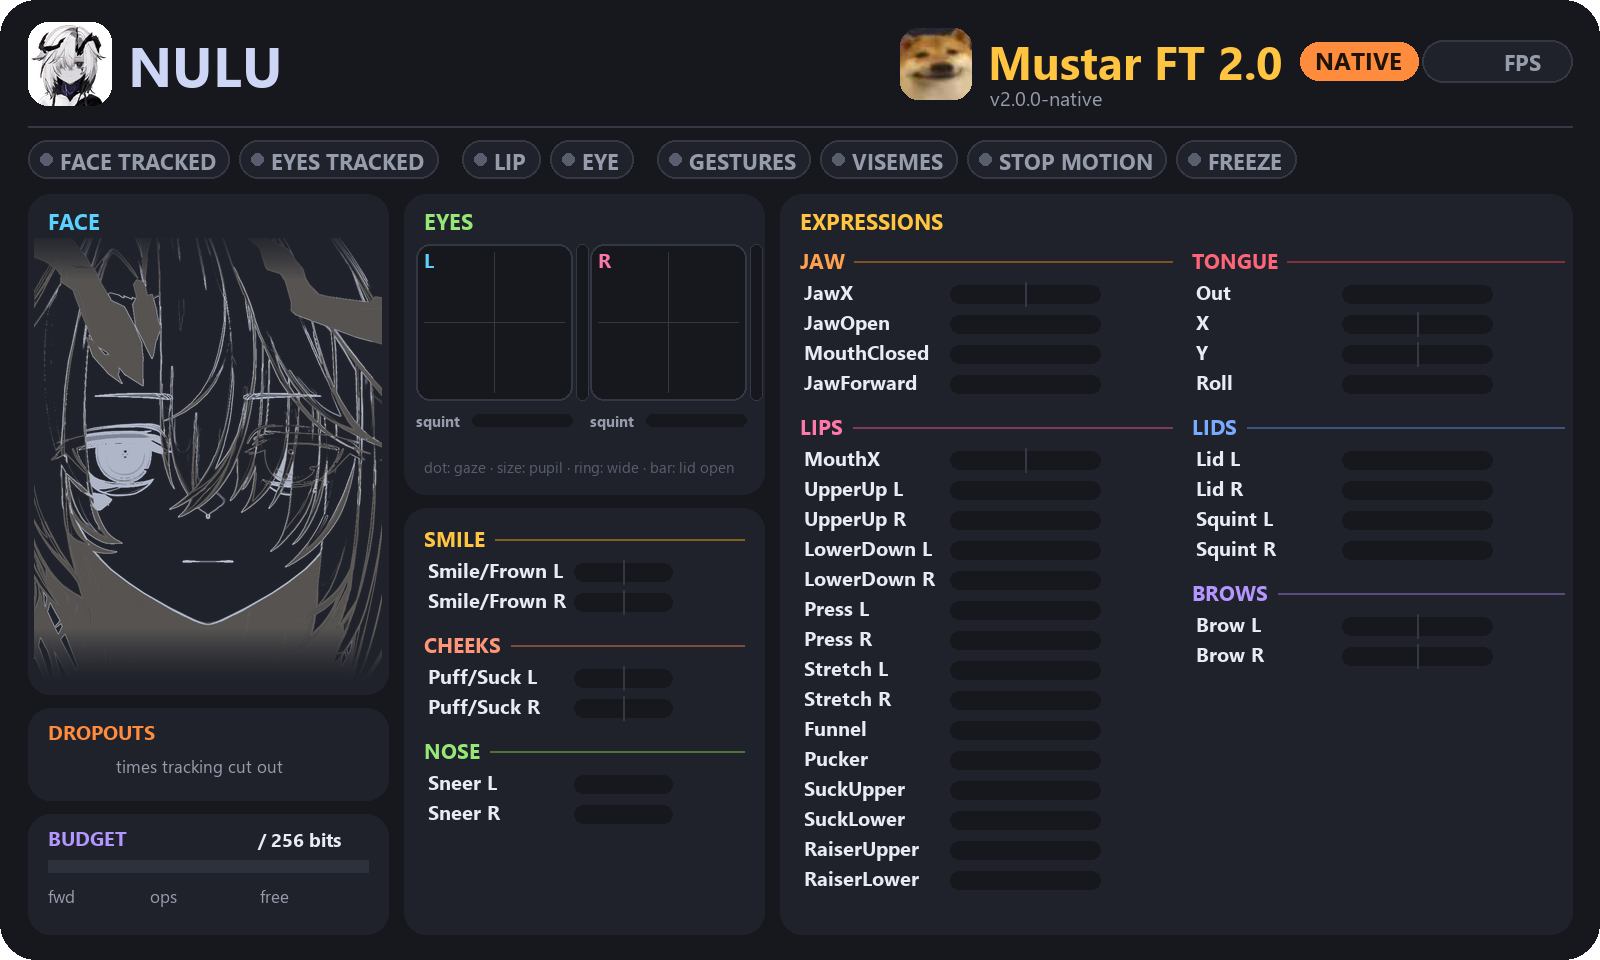 NULU
Mustar FT 2.0
NATIVE
FPS
v2.0.0-native
FACE TRACKED
EYES TRACKED
LIP
EYE
GESTURES
VISEMES
STOP MOTION
FREEZE
FACE
DROPOUTS
times tracking cut out
BUDGET
/ 256 bits
fwd
ops
free
EYES
L
R
squint
squint
dot: gaze · size: pupil · ring: wide · bar: lid open
SMILE
Smile/Frown L
Smile/Frown R
CHEEKS
Puff/Suck L
Puff/Suck R
NOSE
Sneer L
Sneer R
EXPRESSIONS
JAW
JawX
JawOpen
MouthClosed
JawForward
LIPS
MouthX
UpperUp L
UpperUp R
LowerDown L
LowerDown R
Press L
Press R
Stretch L
Stretch R
Funnel
Pucker
SuckUpper
SuckLower
RaiserUpper
RaiserLower
TONGUE
Out
X
Y
Roll
LIDS
Lid L
Lid R
Squint L
Squint R
BROWS
Brow L
Brow R